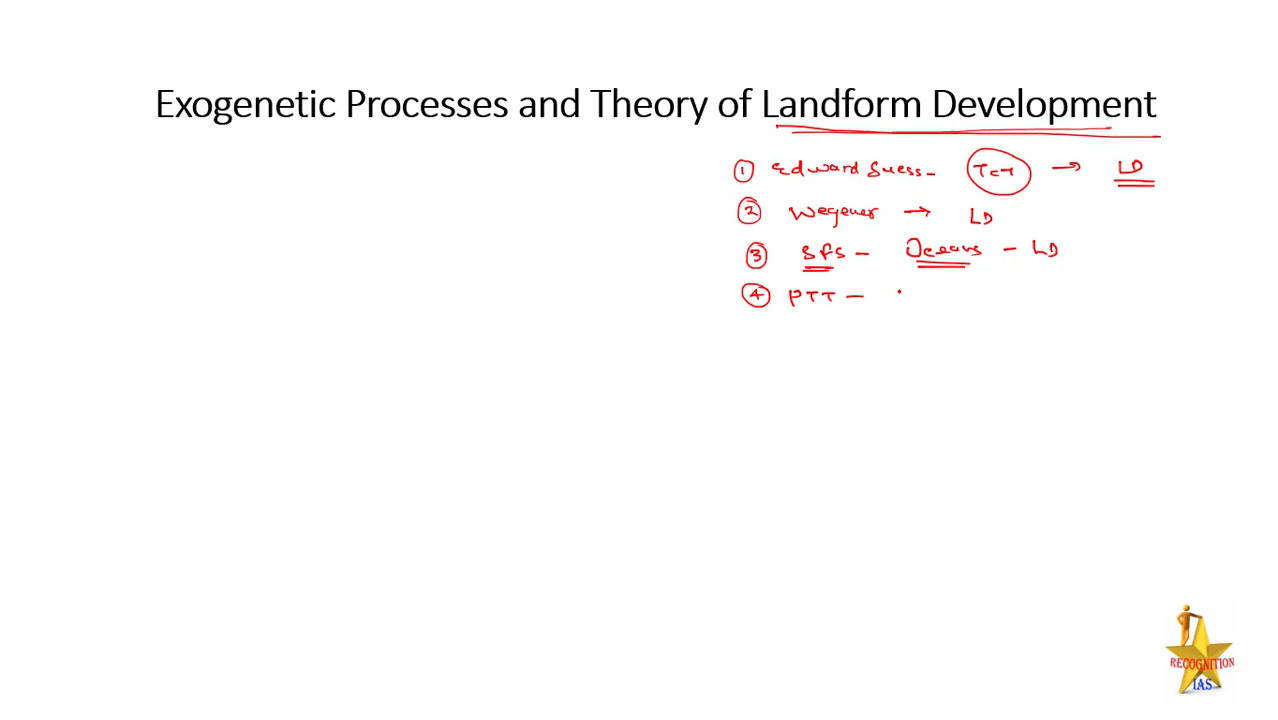 Exogenetic Processes and Theory of Landform Development
① Edward Suess - TCT → LD
② Wegener → LD
③ SFS - Oceans - LD
④ PTT -
RECOGNITION
IAS